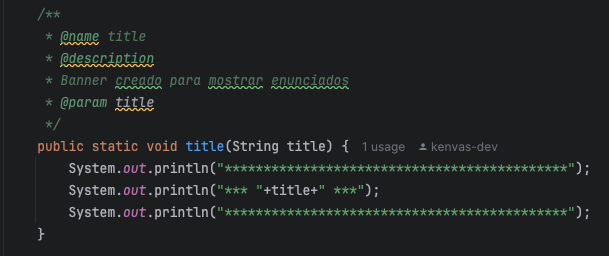 /**
 * @name title
 * @description
 * Banner creado para mostrar enunciados
 * @param title
 */
public static void title(String title) { 1 usage kenvas-dev
    System.out.println("********************************************");
    System.out.println("*** "+title+" ***");
    System.out.println("********************************************");
}